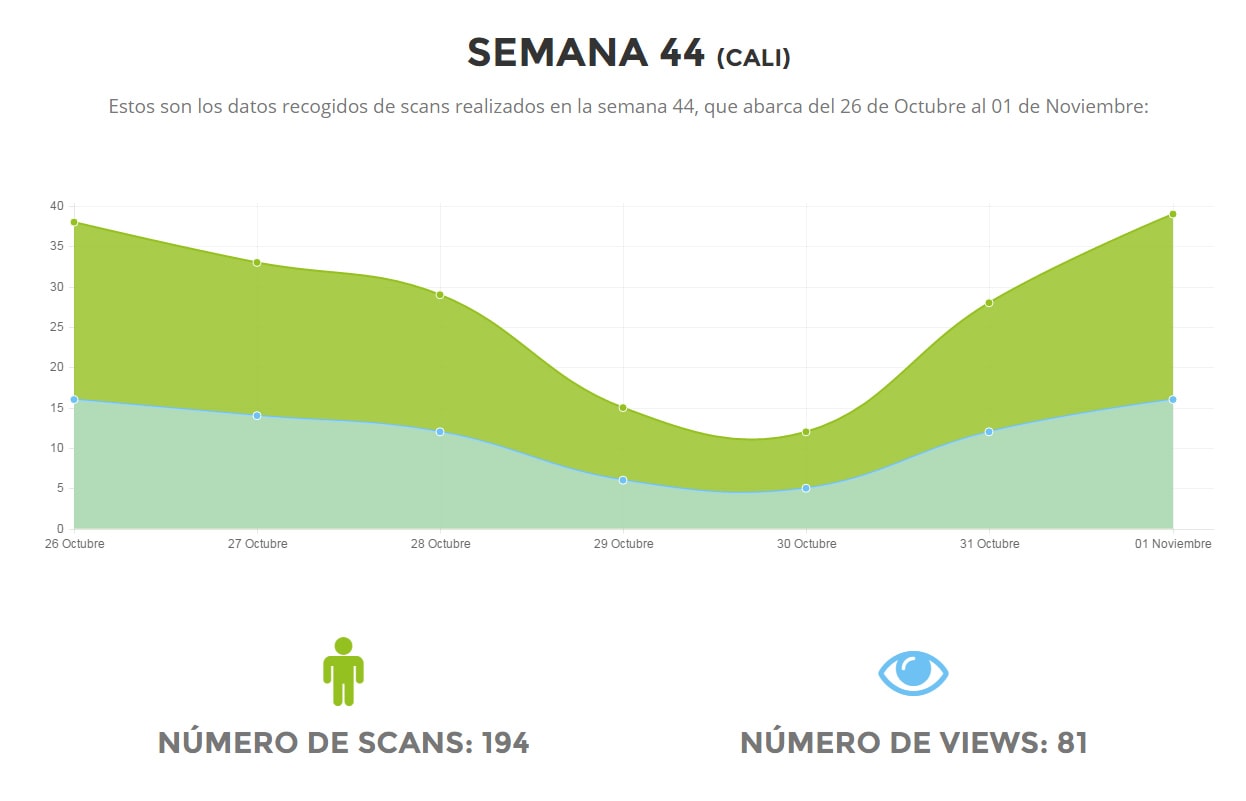 SEMANA 44 (CALI)
Estos son los datos recogidos de scans realizados en la semana 44, que abarca del 26 de Octubre al 01 de Noviembre:
40
35
30
25
20
15
10
5
0
26 Octubre 27 Octubre 28 Octubre 29 Octubre 30 Octubre 31 Octubre 01 Noviembre
NÚMERO DE SCANS: 194
NÚMERO DE VIEWS: 81